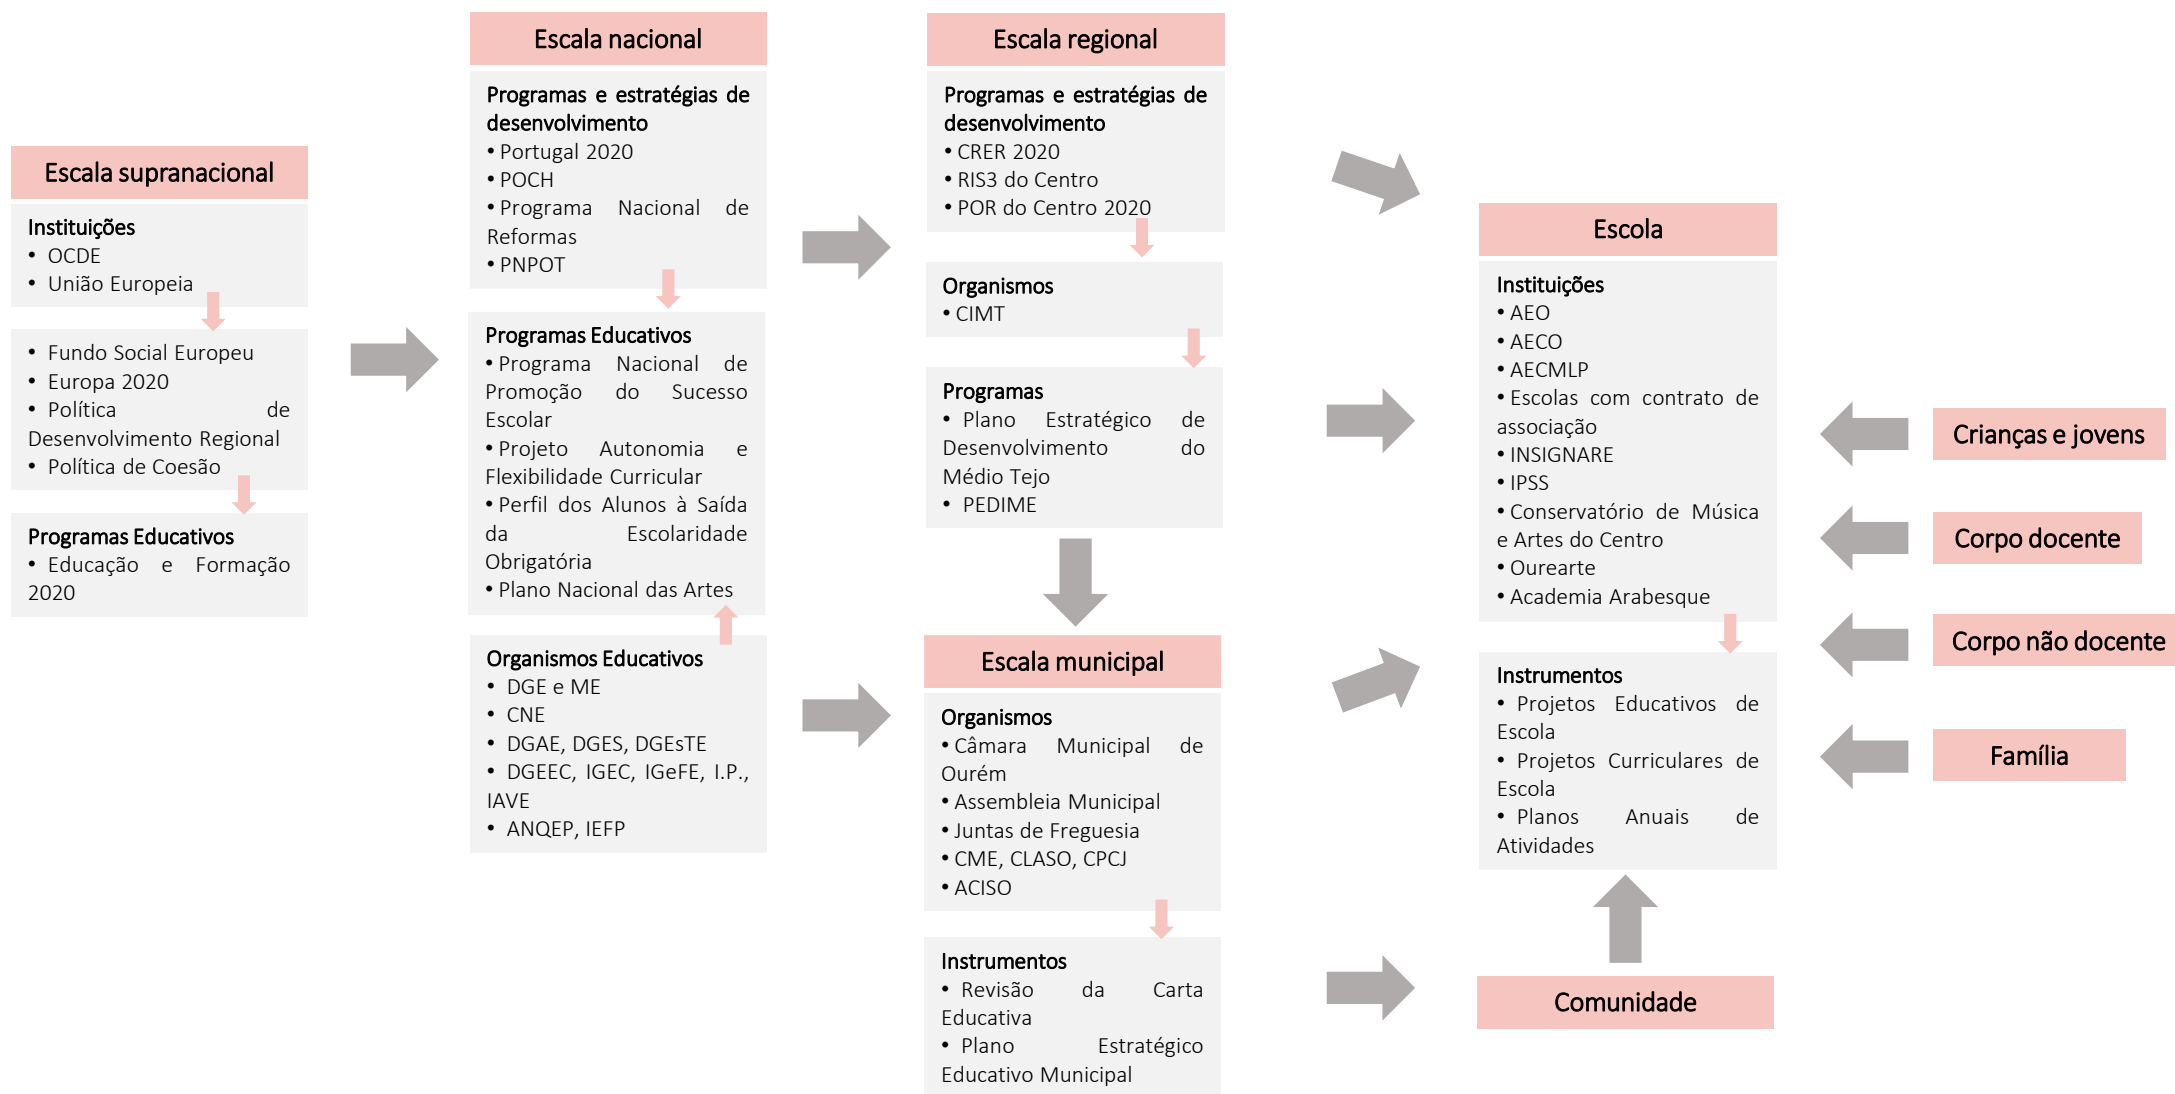 Escala supranacional
Instituições
• OCDE
• União Europeia
• Fundo Social Europeu
• Europa 2020
• Política de
Desenvolvimento Regional
• Política de Coesão
Programas Educativos
• Educação e Formação
2020
Escala nacional
Programas e estratégias de
desenvolvimento
• Portugal 2020
• POCH
• Programa Nacional de
Reformas
• PNPOT
Programas Educativos
• Programa Nacional de
Promoção do Sucesso
Escolar
• Projeto Autonomia e
Flexibilidade Curricular
• Perfil dos Alunos à Saída
da Escolaridade
Obrigatória
• Plano Nacional das Artes
Organismos Educativos
• DGE e ME
• CNE
• DGAE, DGES, DGEsTE
• DGEEC, IGEC, IGeFE, I.P.,
IAVE
• ANQEP, IEFP
Escala regional
Programas e estratégias de
desenvolvimento
• CRER 2020
• RIS3 do Centro
• POR do Centro 2020
Organismos
• CIMT
Programas
• Plano Estratégico de
Desenvolvimento do
Médio Tejo
• PEDIME
Escala municipal
Organismos
• Câmara Municipal de
Ourém
• Assembleia Municipal
• Juntas de Freguesia
• CME, CLASO, CPCJ
• ACISO
Instrumentos
• Revisão da Carta
Educativa
• Plano Estratégico
Educativo Municipal
Escola
Instituições
• AEO
• AECO
• AECMLP
• Escolas com contrato de
associação
• INSIGNARE
• IPSS
• Conservatório de Música
e Artes do Centro
• Ourearte
• Academia Arabesque
Instrumentos
• Projetos Educativos de
Escola
• Projetos Curriculares de
Escola
• Planos Anuais de
Atividades
Comunidade
Crianças e jovens
Corpo docente
Corpo não docente
Família